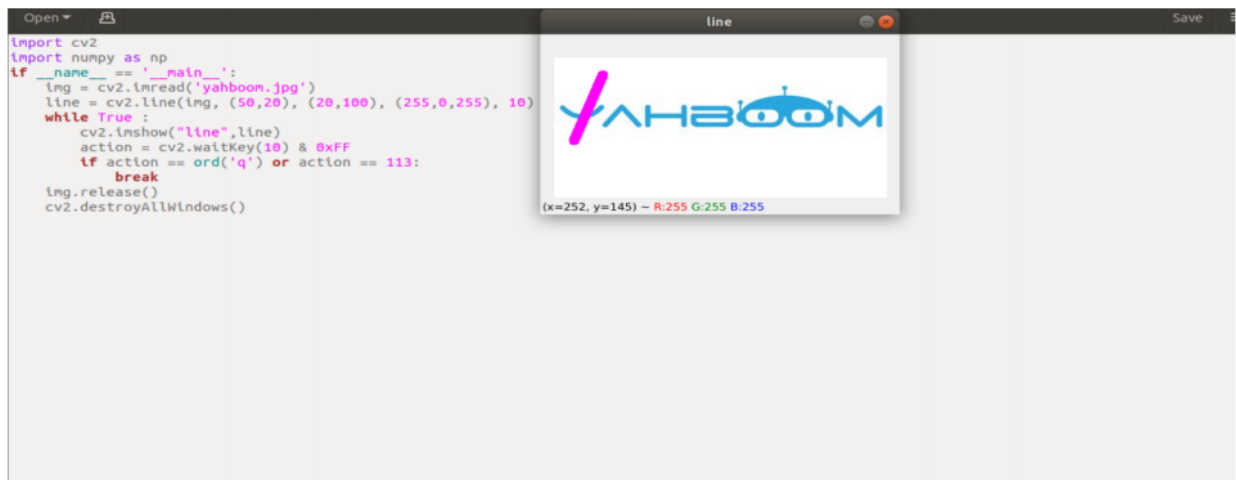 Open
Save
import cv2
import numpy as np
if __name__ == '__main__':
    img = cv2.imread('yahboom.jpg')
    line = cv2.line(img, (50,20), (20,100), (255,0,255), 10)
    while True :
        cv2.imshow("line",line)
        action = cv2.waitKey(10) & 0xFF
        if action == ord('q') or action == 113:
            break
    img.release()
    cv2.destroyAllWindows()
line
YAHBOOM
(x=252, y=145) ~ R:255 G:255 B:255